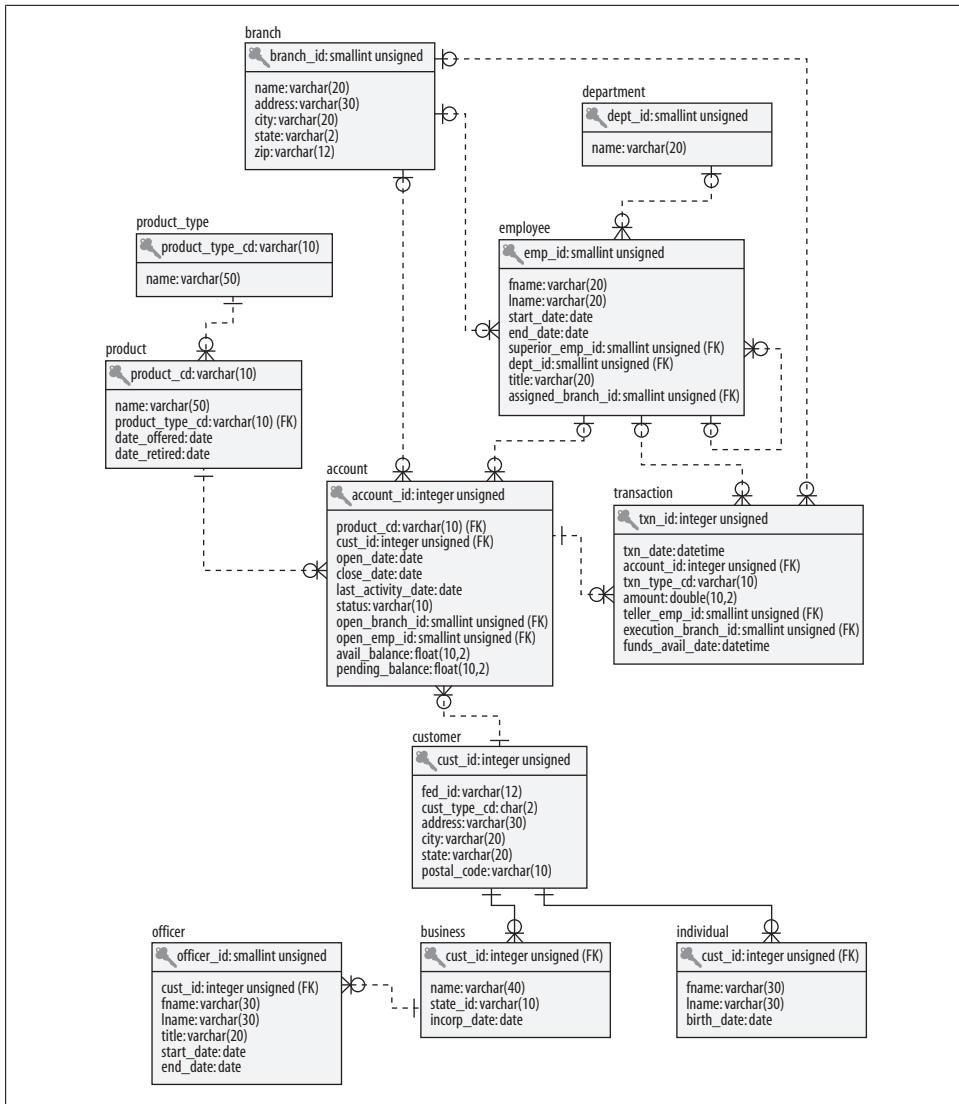 branch
branch_id: smallint unsigned
name: varchar(20)
address: varchar(30)
city: varchar(20)
state: varchar(2)
zip: varchar(12)
department
dept_id: smallint unsigned
name: varchar(20)
product_type
product_type_cd: varchar(10)
name: varchar(50)
employee
emp_id: smallint unsigned
fname: varchar(20)
lname: varchar(20)
start_date: date
end_date: date
superior_emp_id: smallint unsigned (FK)
dept_id: smallint unsigned (FK)
title: varchar(20)
assigned_branch_id: smallint unsigned (FK)
product
product_cd: varchar(10)
name: varchar(50)
product_type_cd: varchar(10) (FK)
date_offered: date
date_retired: date
account
account_id: integer unsigned
product_cd: varchar(10) (FK)
cust_id: integer unsigned (FK)
open_date: date
close_date: date
last_activity_date: date
status: varchar(10)
open_branch_id: smallint unsigned (FK)
open_emp_id: smallint unsigned (FK)
avail_balance: float(10,2)
pending_balance: float(10,2)
transaction
txn_id: integer unsigned
txn_date: datetime
account_id: integer unsigned (FK)
txn_type_cd: varchar(10)
amount: double(10,2)
teller_emp_id: smallint unsigned (FK)
execution_branch_id: smallint unsigned (FK)
funds_avail_date: datetime
customer
cust_id: integer unsigned
fed_id: varchar(12)
cust_type_cd: char(2)
address: varchar(30)
city: varchar(20)
state: varchar(20)
postal_code: varchar(10)
officer
officer_id: smallint unsigned
cust_id: integer unsigned (FK)
fname: varchar(30)
lname: varchar(30)
title: varchar(20)
start_date: date
end_date: date
business
cust_id: integer unsigned (FK)
name: varchar(40)
state_id: varchar(10)
incorp_date: date
individual
cust_id: integer unsigned (FK)
fname: varchar(30)
lname: varchar(30)
birth_date: date